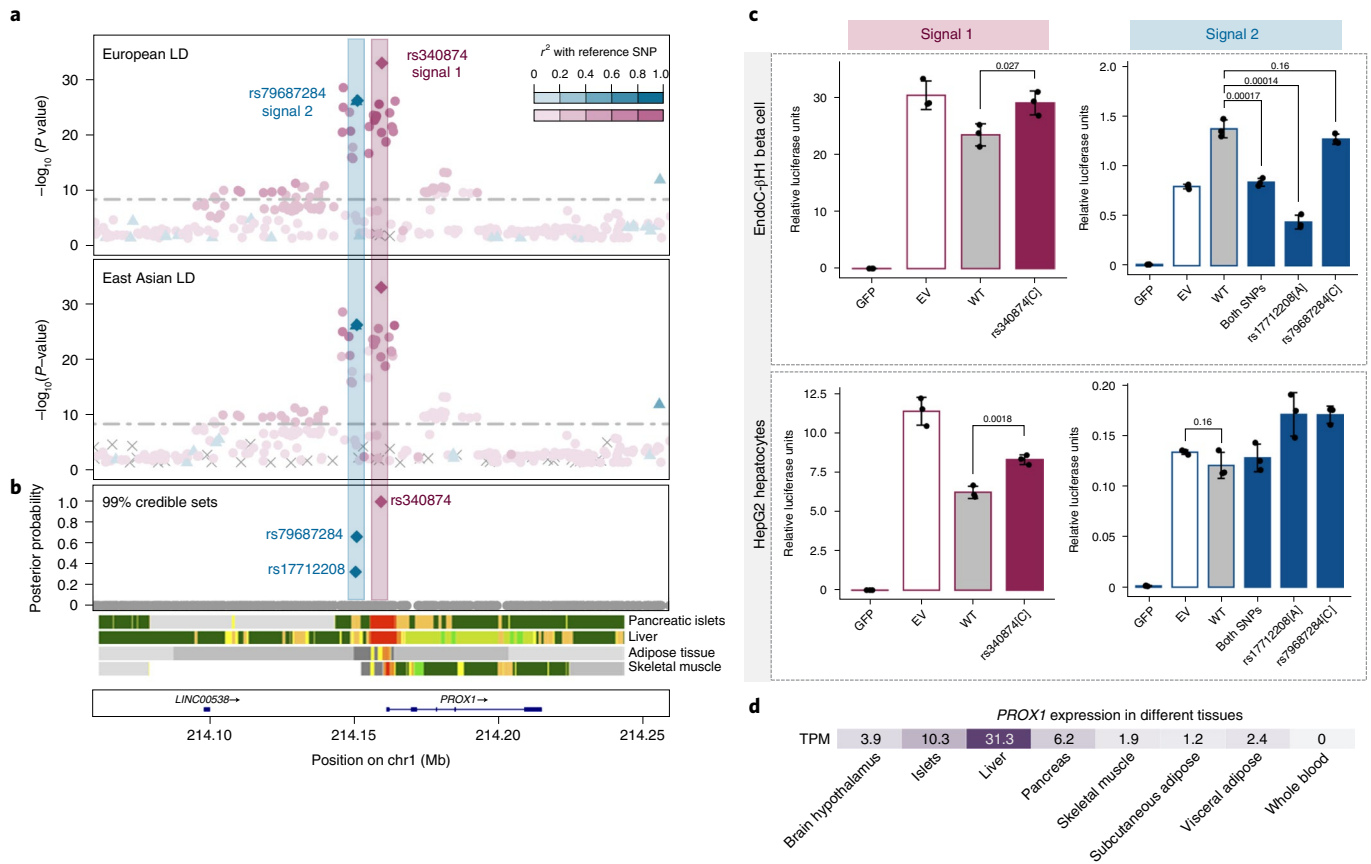 a
European LD
rs340874
signal 1
rs79687284
signal 2
r² with reference SNP
0 0.2 0.4 0.6 0.8 1.0
30
20
10
0
–log₁₀ (P value)
East Asian LD
30
20
10
0
–log₁₀(P–value)
b
99% credible sets
rs340874
rs79687284
rs17712208
1.0
0.8
0.6
0.4
0.2
0
Posterior probability
Pancreatic islets
Liver
Adipose tissue
Skeletal muscle
LINC00538→
PROX1→
214.10 214.15 214.20 214.25
Position on chr1 (Mb)
c
Signal 1
Signal 2
EndoC-βH1 beta cell
Relative luciferase units
30
20
10
0
0.027
GFP
EV
WT
rs340874[C]
Relative luciferase units
2.0
1.5
1.0
0.5
0
0.16
0.00014
0.00017
GFP
EV
WT
Both SNPs
rs17712208[A]
rs79687284[C]
HepG2 hepatocytes
Relative luciferase units
12.5
10.0
7.5
5.0
2.5
0
0.0018
GFP
EV
WT
rs340874[C]
Relative luciferase units
0.20
0.15
0.10
0.05
0
0.16
GFP
EV
WT
Both SNPs
rs17712208[A]
rs79687284[C]
d
PROX1 expression in different tissues
TPM 3.9 10.3 31.3 6.2 1.9 1.2 2.4 0
Brain hypothalamus
Islets
Liver
Pancreas
Skeletal muscle
Subcutaneous adipose
Visceral adipose
Whole blood